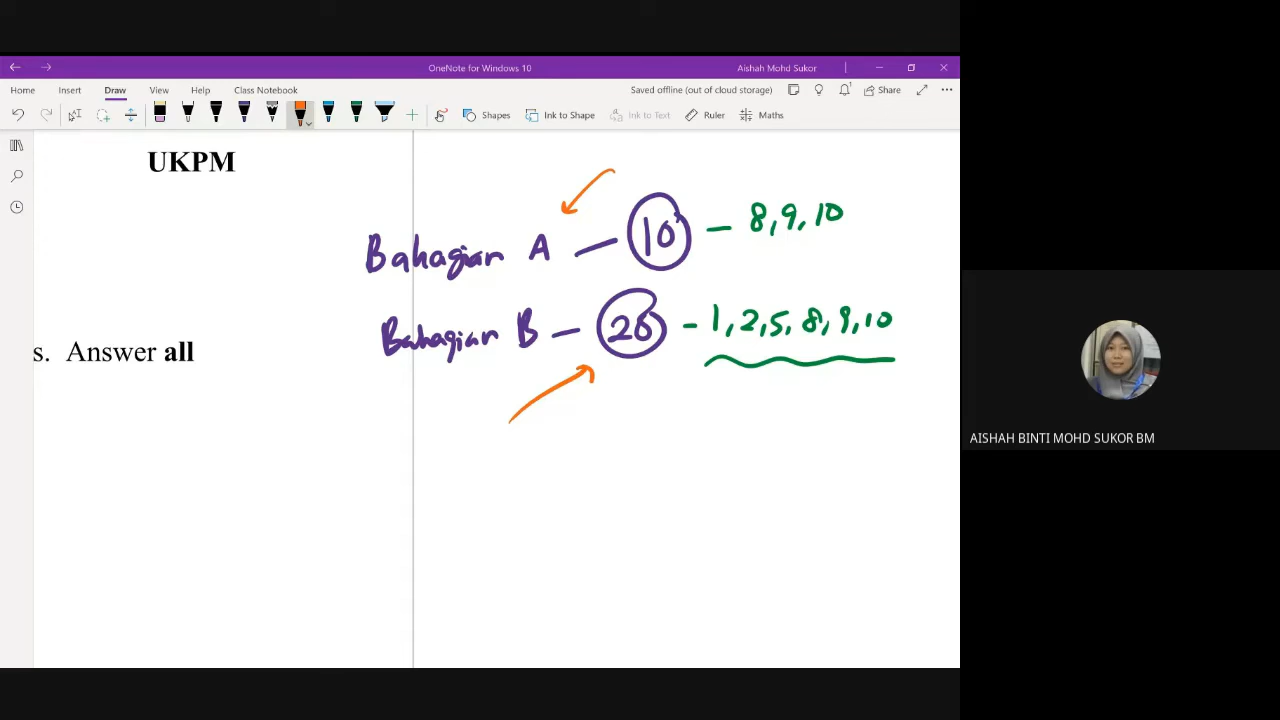 OneNote for Windows 10
Aishah Mohd Sukor
Home Insert Draw View Help Class Notebook
Saved offline (out of cloud storage)
Share
Shapes Ink to Shape Ink to Text Ruler Maths
UKPM
Bahagian A — 10 — 8, 9, 10
Bahagian B — 20 - 1, 2, 5, 8, 9, 10
s. Answer all
AISHAH BINTI MOHD SUKOR BM